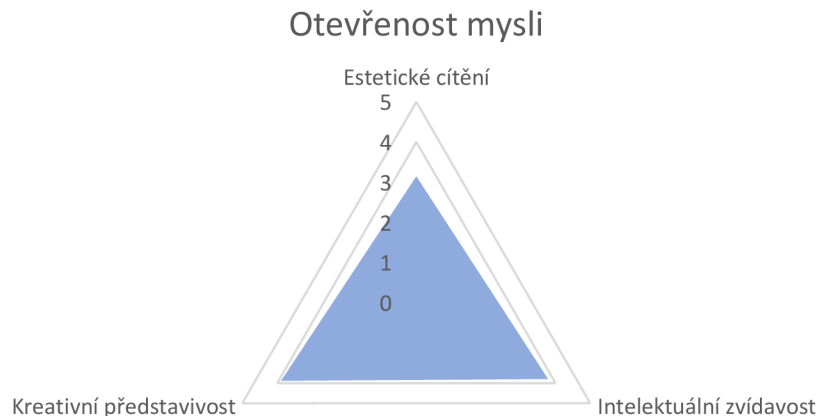 Otevřenost mysli
Estetické cítění
5
4
3
2
1
0
Kreativní představivost
Intelektuální zvídavost